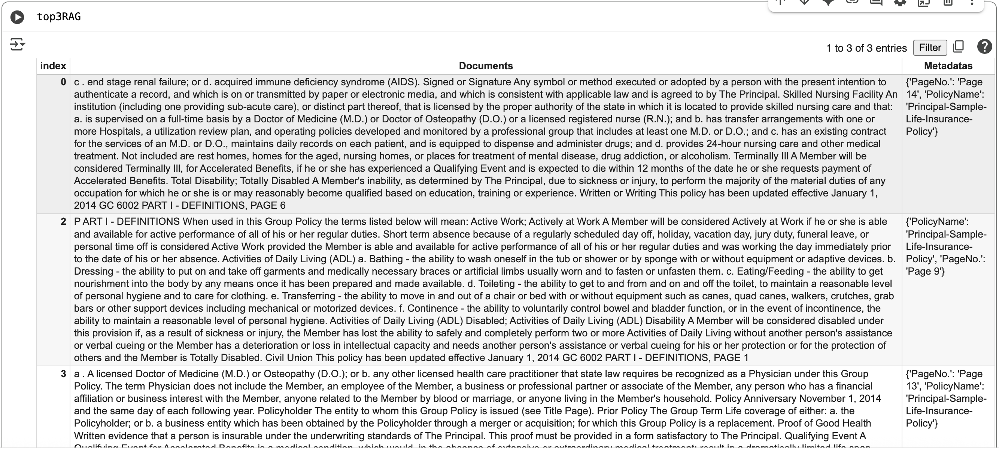 top3RAG
1 to 3 of 3 entries Filter ?
index Documents Metadatas
0 c . end stage renal failure; or d. acquired immune deficiency syndrome (AIDS). Signed or Signature Any symbol or method executed or adopted by a person with the present intention to
authenticate a record, and which is on or transmitted by paper or electronic media, and which is consistent with applicable law and is agreed to by The Principal. Skilled Nursing Facility An
institution (including one providing sub-acute care), or distinct part thereof, that is licensed by the proper authority of the state in which it is located to provide skilled nursing care and that:
a. is supervised on a full-time basis by a Doctor of Medicine (M.D.) or Doctor of Osteopathy (D.O.) or a licensed registered nurse (R.N.); and b. has transfer arrangements with one or
more Hospitals, a utilization review plan, and operating policies developed and monitored by a professional group that includes at least one M.D. or D.O.; and c. has an existing contract
for the services of an M.D. or D.O., maintains daily records on each patient, and is equipped to dispense and administer drugs; and d. provides 24-hour nursing care and other medical
treatment. Not included are rest homes, homes for the aged, nursing homes, or places for treatment of mental disease, drug addiction, or alcoholism. Terminally Ill A Member will be
considered Terminally Ill, for Accelerated Benefits, if he or she has experienced a Qualifying Event and is expected to die within 12 months of the date he or she requests payment of
Accelerated Benefits. Total Disability; Totally Disabled A Member's inability, as determined by The Principal, due to sickness or injury, to perform the majority of the material duties of any
occupation for which he or she is or may reasonably become qualified based on education, training or experience. Written or Writing This policy has been updated effective January 1,
2014 GC 6002 PART I - DEFINITIONS, PAGE 6
{'PageNo.': 'Page
14', 'PolicyName':
'Principal-Sample-
Life-Insurance-
Policy'}
2 P ART I - DEFINITIONS When used in this Group Policy the terms listed below will mean: Active Work; Actively at Work A Member will be considered Actively at Work if he or she is able
and available for active performance of all of his or her regular duties. Short term absence because of a regularly scheduled day off, holiday, vacation day, jury duty, funeral leave, or
personal time off is considered Active Work provided the Member is able and available for active performance of all of his or her regular duties and was working the day immediately prior
to the date of his or her absence. Activities of Daily Living (ADL) a. Bathing - the ability to wash oneself in the tub or shower or by sponge with or without equipment or adaptive devices. b.
Dressing - the ability to put on and take off garments and medically necessary braces or artificial limbs usually worn and to fasten or unfasten them. c. Eating/Feeding - the ability to get
nourishment into the body by any means once it has been prepared and made available. d. Toileting - the ability to get to and from and on and off the toilet, to maintain a reasonable level
of personal hygiene and to care for clothing. e. Transferring - the ability to move in and out of a chair or bed with or without equipment such as canes, quad canes, walkers, crutches, grab
bars or other support devices including mechanical or motorized devices. f. Continence - the ability to voluntarily control bowel and bladder function, or in the event of incontinence, the
ability to maintain a reasonable level of personal hygiene. Activities of Daily Living (ADL) Disabled; Activities of Daily Living (ADL) Disability A Member will be considered disabled under
this provision if, as a result of sickness or injury, the Member has lost the ability to safely and completely perform two or more Activities of Daily Living without another person's assistance
or verbal cueing or the Member has a deterioration or loss in intellectual capacity and needs another person's assistance or verbal cueing for his or her protection or for the protection of
others and the Member is Totally Disabled. Civil Union This policy has been updated effective January 1, 2014 GC 6002 PART I - DEFINITIONS, PAGE 1
{'PolicyName':
'Principal-Sample-
Life-Insurance-
Policy', 'PageNo.':
'Page 9'}
3 a . A licensed Doctor of Medicine (M.D.) or Osteopathy (D.O.); or b. any other licensed health care practitioner that state law requires be recognized as a Physician under this Group
Policy. The term Physician does not include the Member, an employee of the Member, a business or professional partner or associate of the Member, any person who has a financial
affiliation or business interest with the Member, anyone related to the Member by blood or marriage, or anyone living in the Member's household. Policy Anniversary November 1, 2014
and the same day of each following year. Policyholder The entity to whom this Group Policy is issued (see Title Page). Prior Policy The Group Term Life coverage of either: a. the
Policyholder; or b. a business entity which has been obtained by the Policyholder through a merger or acquisition; for which this Group Policy is a replacement. Proof of Good Health
Written evidence that a person is insurable under the underwriting standards of The Principal. This proof must be provided in a form satisfactory to The Principal. Qualifying Event A
Qualifying Event for Accelerated Benefits is a medical condition, which would, in the absence of extensive or extraordinary medical treatment; result in a dramatically limited life span
{'PageNo.': 'Page
13', 'PolicyName':
'Principal-Sample-
Life-Insurance-
Policy'}